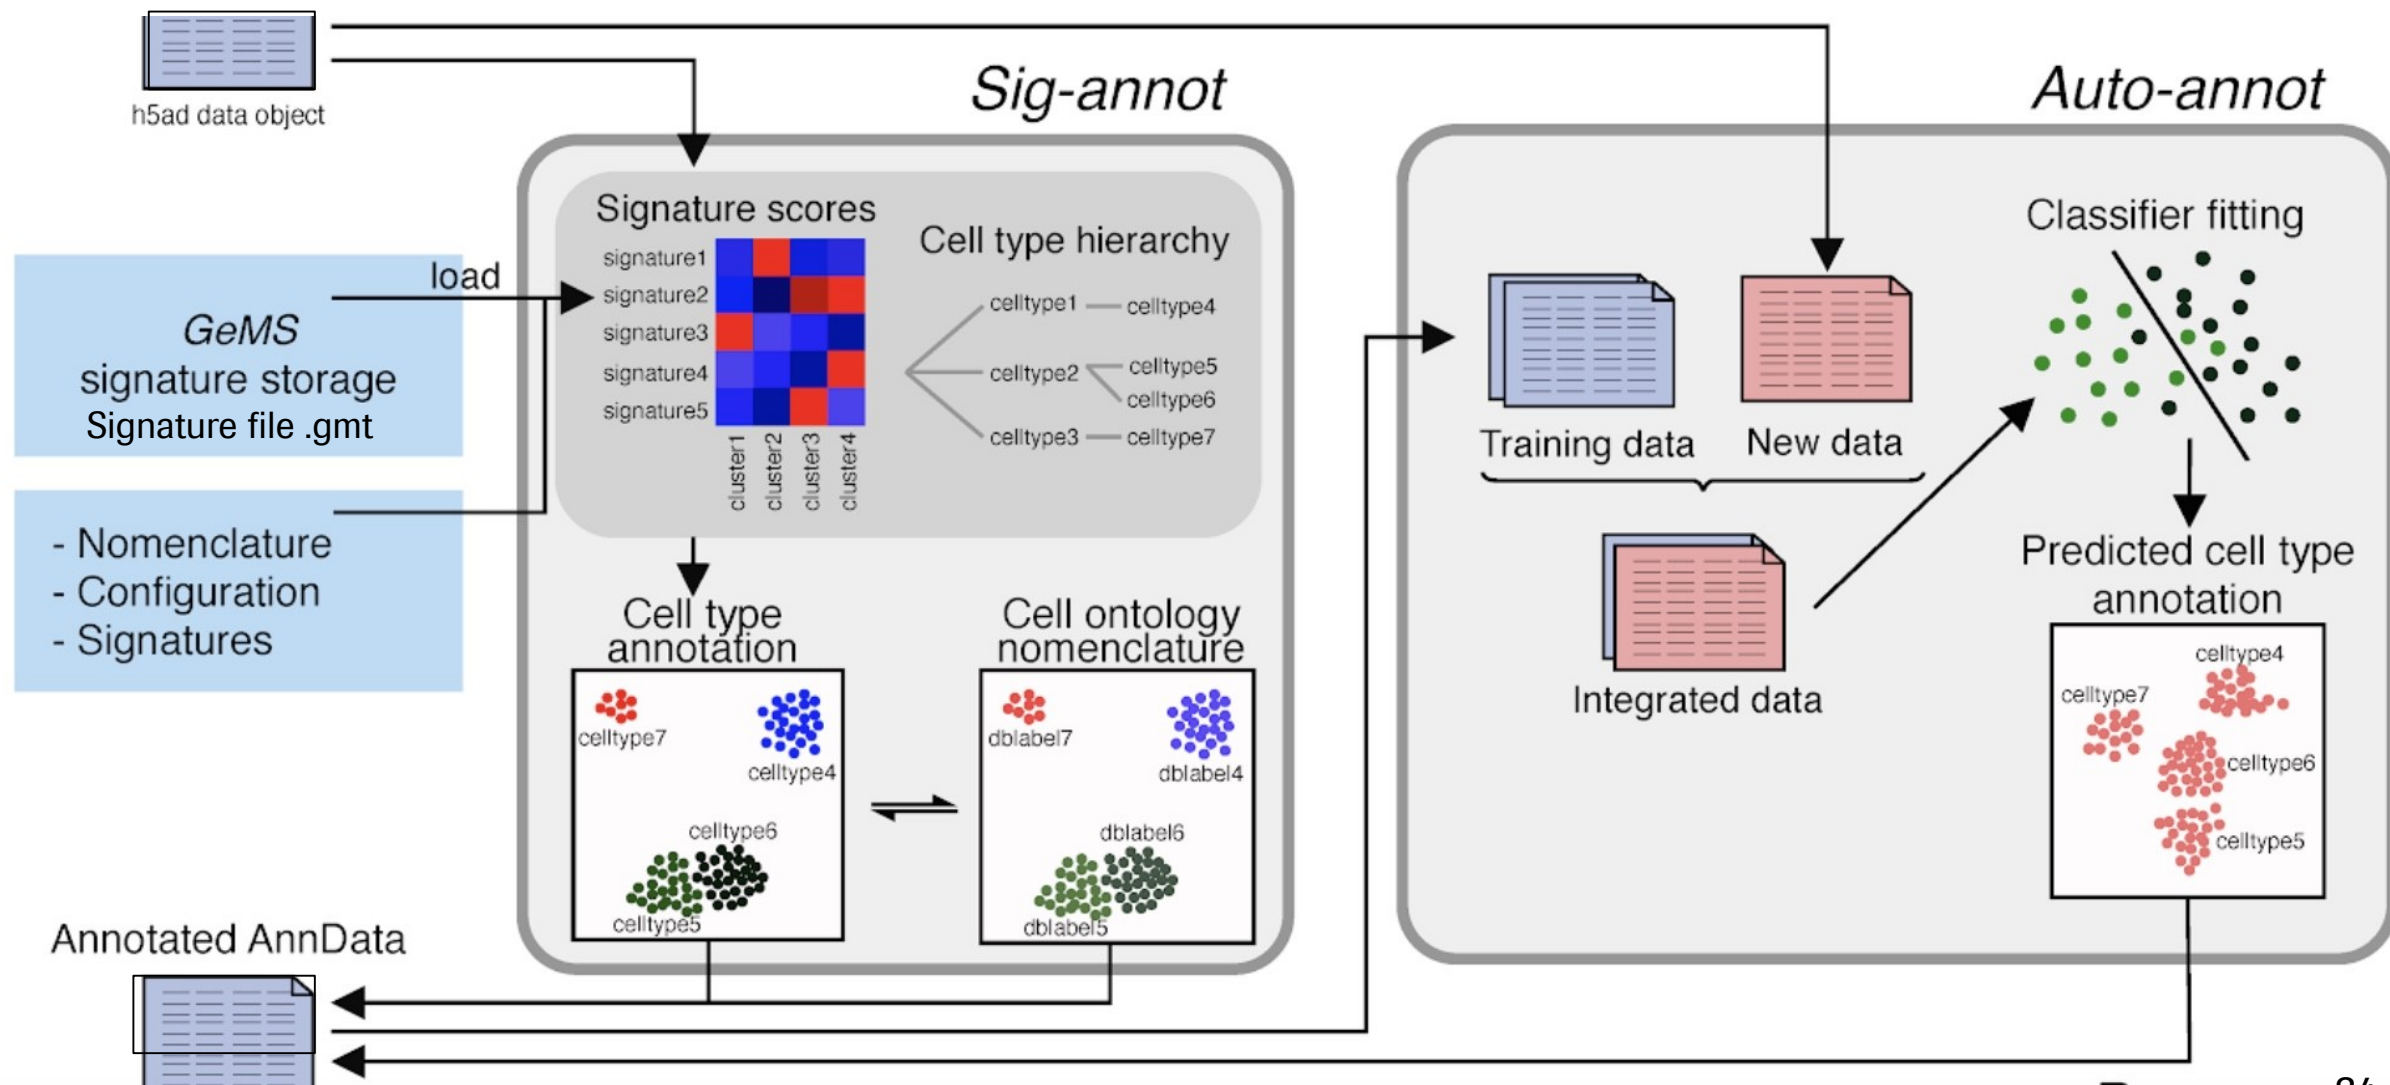 h5ad data object
Sig-annot
Auto-annot
GeMS
signature storage
Signature file .gmt
load
- Nomenclature
- Configuration
- Signatures
Signature scores
signature1
signature2
signature3
signature4
signature5
cluster1
cluster2
cluster3
cluster4
Cell type hierarchy
celltype1
celltype4
celltype2
celltype5
celltype6
celltype3
celltype7
Cell type
annotation
celltype7
celltype4
celltype6
celltype5
Cell ontology
nomenclature
dblabel7
dblabel4
dblabel6
dblabel5
Training data
New data
Integrated data
Classifier fitting
Predicted cell type
annotation
celltype4
celltype7
celltype6
celltype5
Annotated AnnData